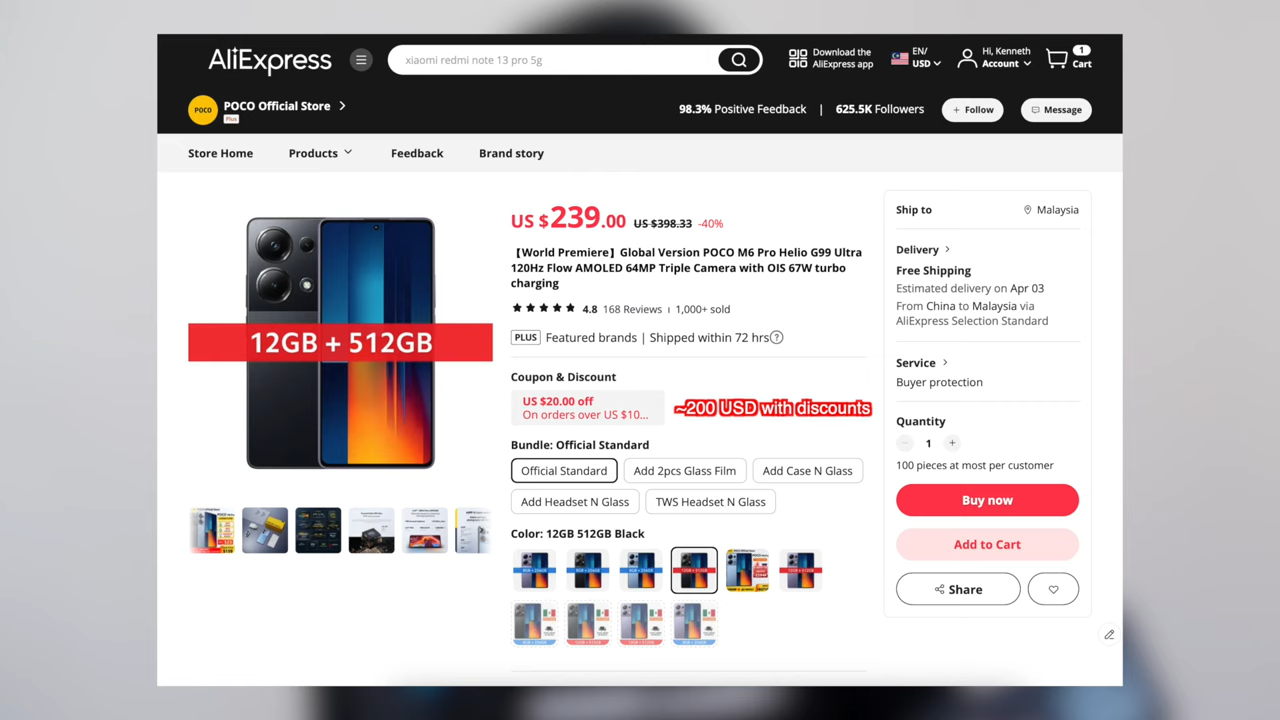 AliExpress
xiaomi redmi note 13 pro 5g
Download the
AliExpress app
EN/
USD
Hi, Kenneth
Account
1
Cart
POCO
POCO Official Store
Plus
98.3% Positive Feedback | 625.5K Followers
+ Follow
Message
Store Home
Products
Feedback
Brand story
12GB + 512GB
US $239.00 US $398.33 -40%
【World Premiere】Global Version POCO M6 Pro Helio G99 Ultra
120Hz Flow AMOLED 64MP Triple Camera with OIS 67W turbo
charging
4.8 168 Reviews 1,000+ sold
PLUS Featured brands | Shipped within 72 hrs
Coupon & Discount
US $20.00 off
On orders over US $10...
~200 USD with discounts
Bundle: Official Standard
Official Standard
Add 2pcs Glass Film
Add Case N Glass
Add Headset N Glass
TWS Headset N Glass
Color: 12GB 512GB Black
Ship to
Malaysia
Delivery
Free Shipping
Estimated delivery on Apr 03
From China to Malaysia via
AliExpress Selection Standard
Service
Buyer protection
Quantity
1
100 pieces at most per customer
Buy now
Add to Cart
Share